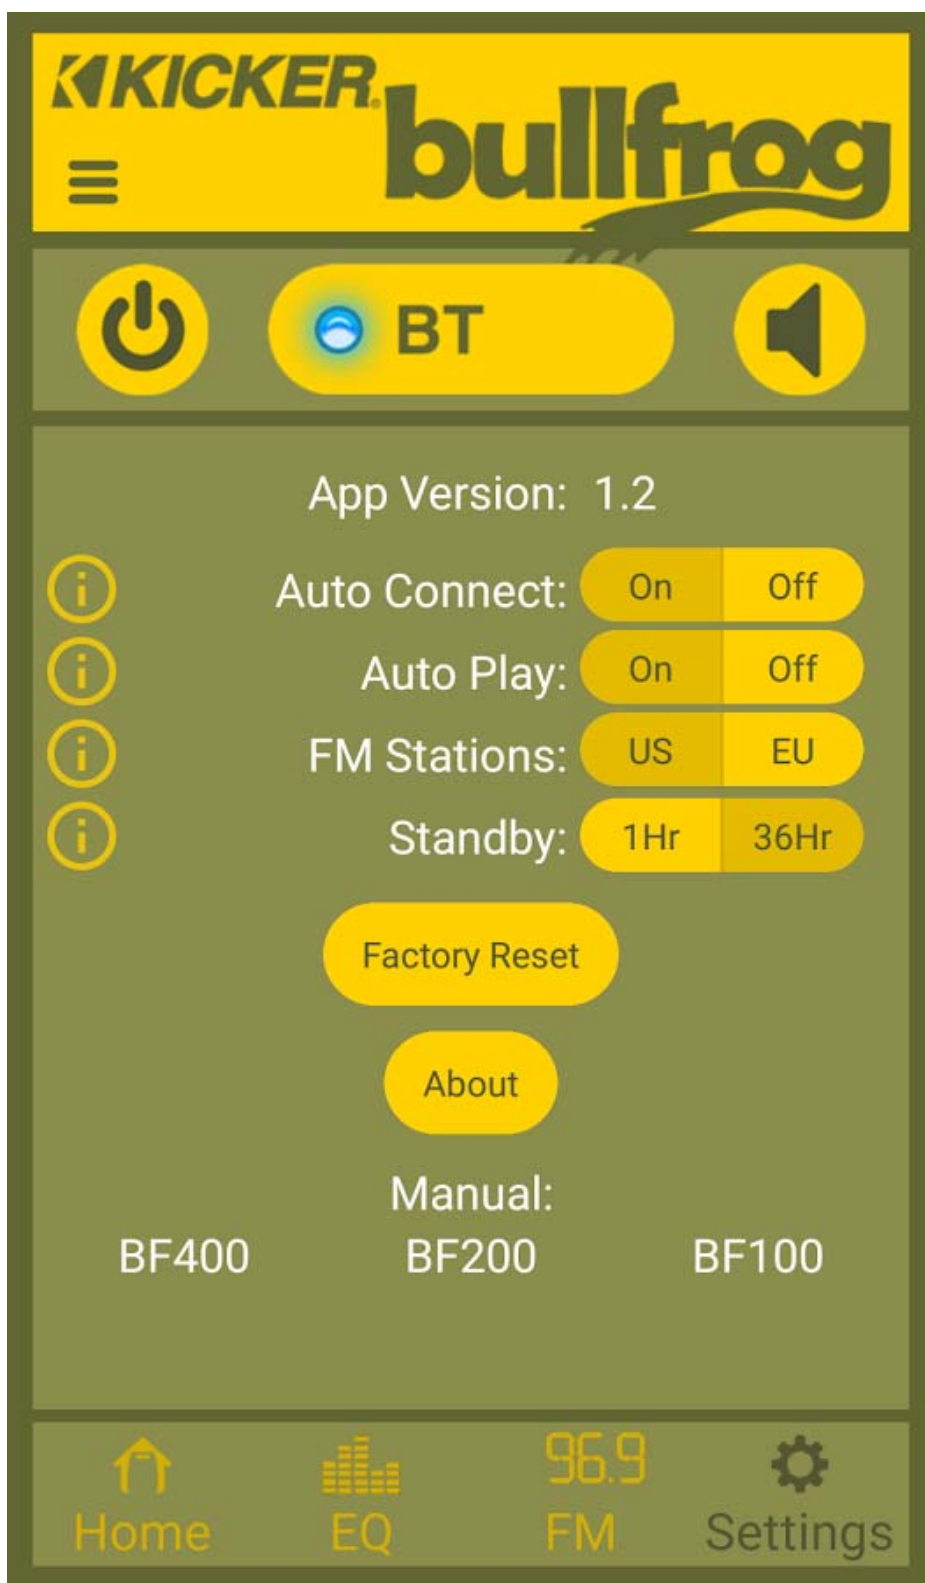 KICKER.
bullfrog
BT
App Version: 1.2
Auto Connect: On Off
Auto Play: On Off
FM Stations: US EU
Standby: 1Hr 36Hr
Factory Reset
About
Manual:
BF400 BF200 BF100
96.9
Home EQ FM Settings